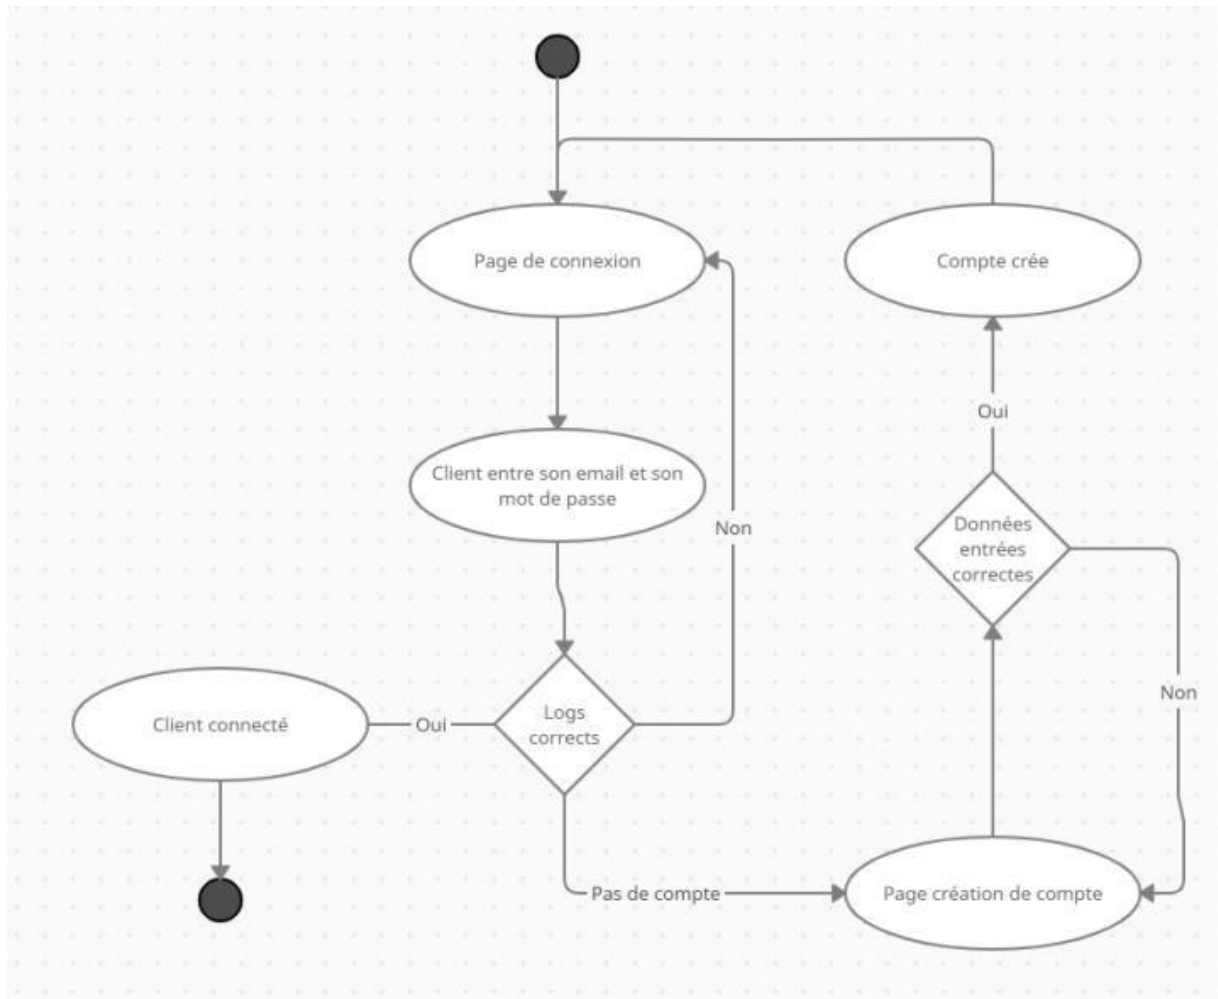 Page de connexion
Compte crée
Oui
Client entre son email et son
mot de passe
Non
Données
entrées
correctes
Non
Logs
corrects
Oui
Client connecté
Pas de compte
Page création de compte